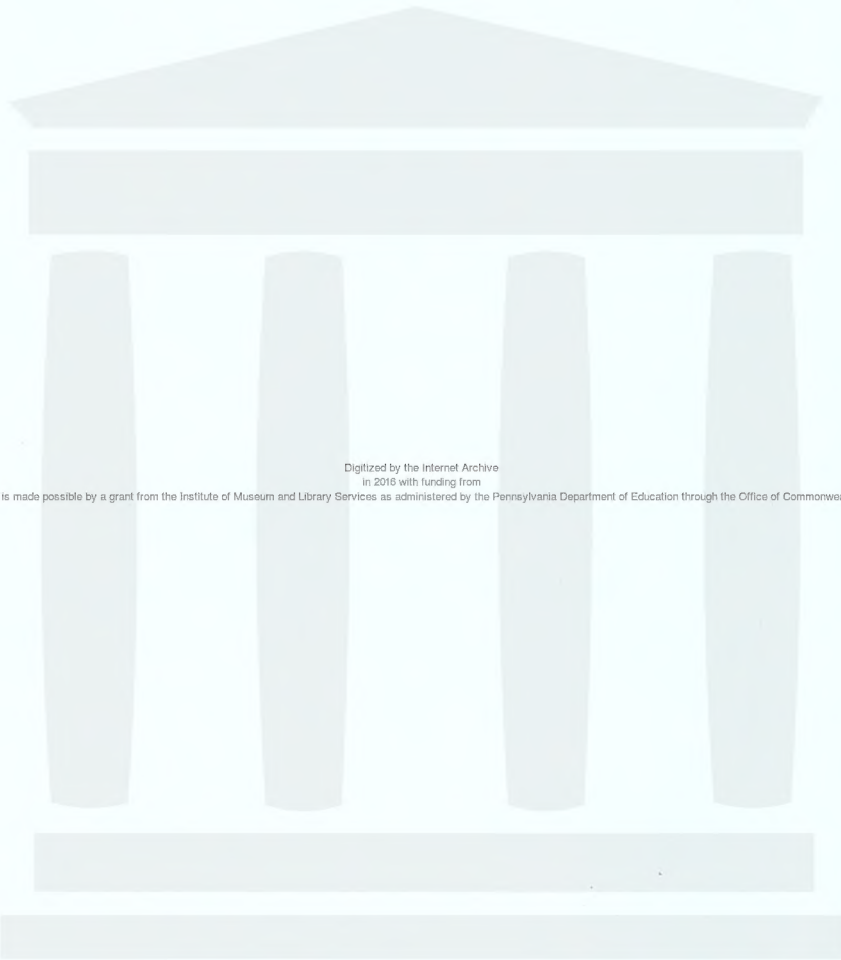 Digitized by the Internet Archive
in 2016 with funding from
is made possible by a grant from the Institute of Museum and Library Services as administered by the Pennsylvania Department of Education through the Office of